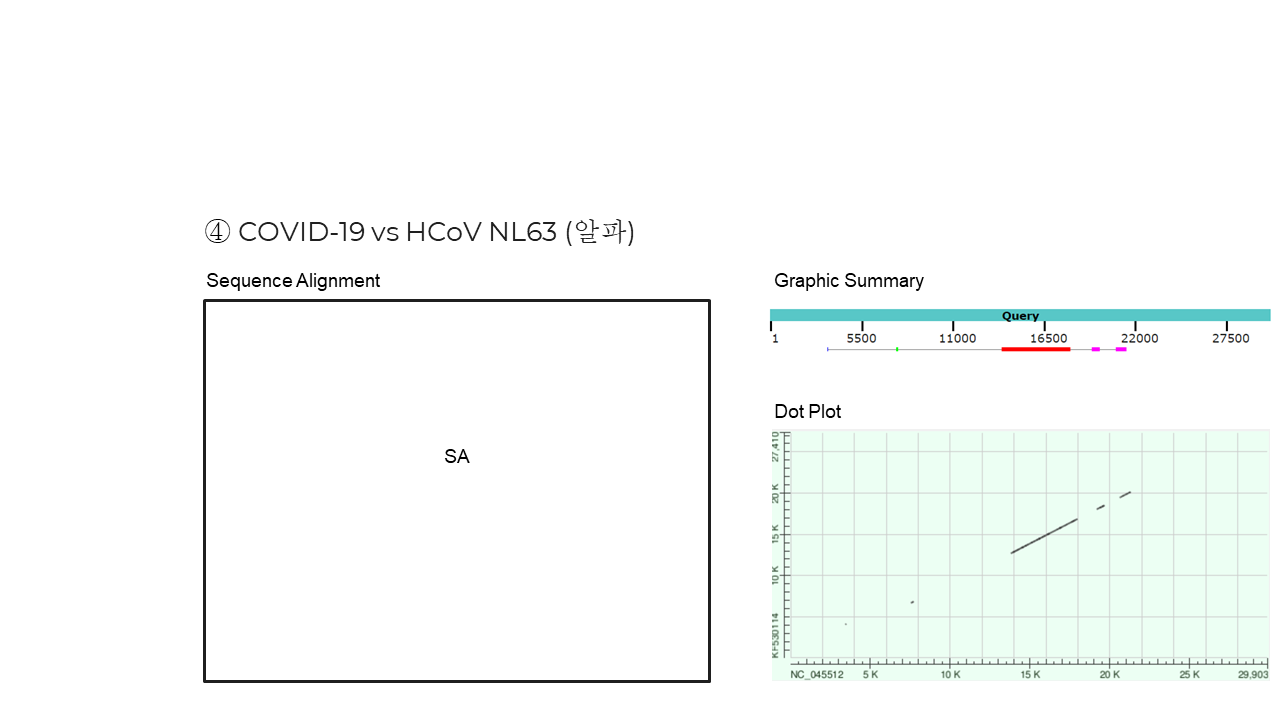 ④ COVID-19 vs HCoV NL63 (알파)
Sequence Alignment
SA
Graphic Summary
Query
1 5500 11000 16500 22000 27500
Dot Plot
27,410
20 K
15 K
10 K
KF530114
NC_045512 5 K 10 K 15 K 20 K 25 K 29,903